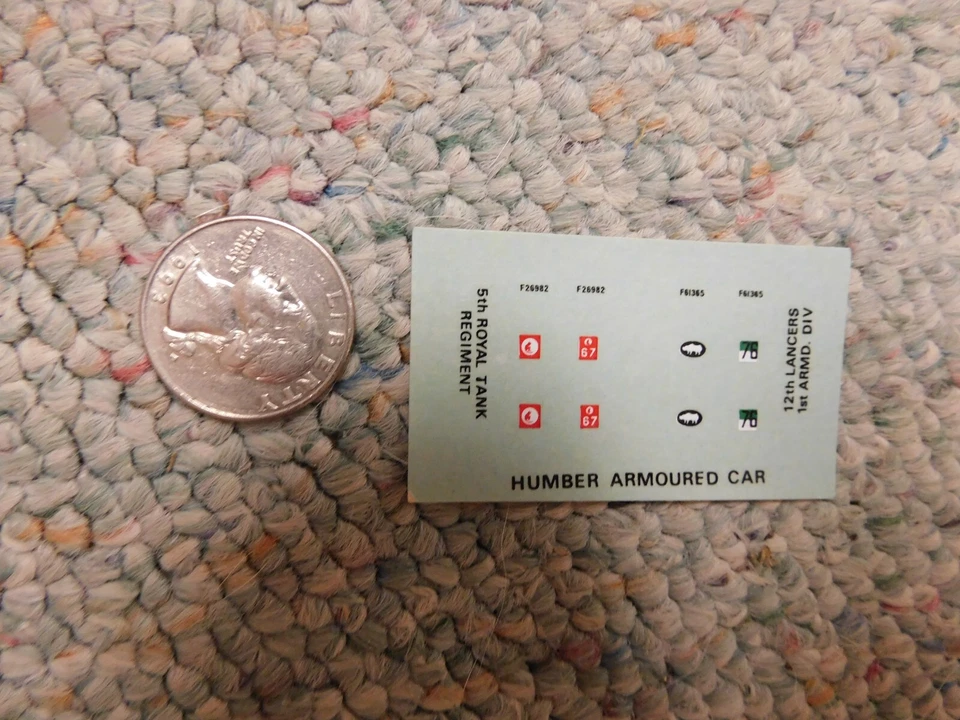 LIBERTY
IN GOD WE
TRUST
1993
5th ROYAL TANK
REGIMENT
F26982 F26982 F61365 F61365
67 76
67 76
12th LANCERS
1st ARMD. DIV
HUMBER ARMOURED CAR